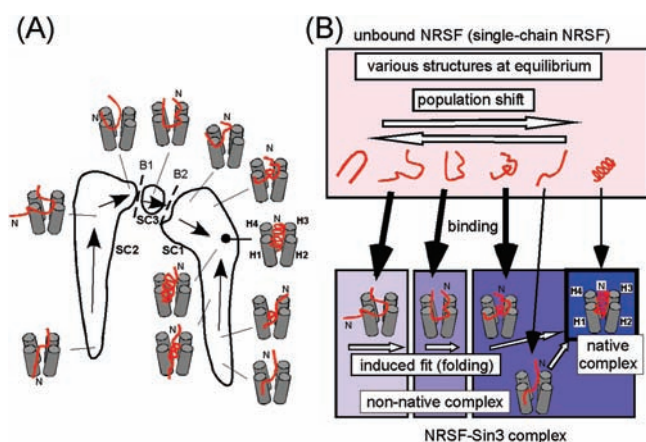 (A)
N
N
N
N
B1
B2
N
N
SC2
SC3
SC1
H4
N
H3
H1
H2
N
N
N
N
N
(B)
unbound NRSF (single-chain NRSF)
various structures at equilibrium
population shift
binding
N
N
N
H4
N
H3
H1
H2
native
complex
induced fit (folding)
N
non-native complex
NRSF-Sin3 complex